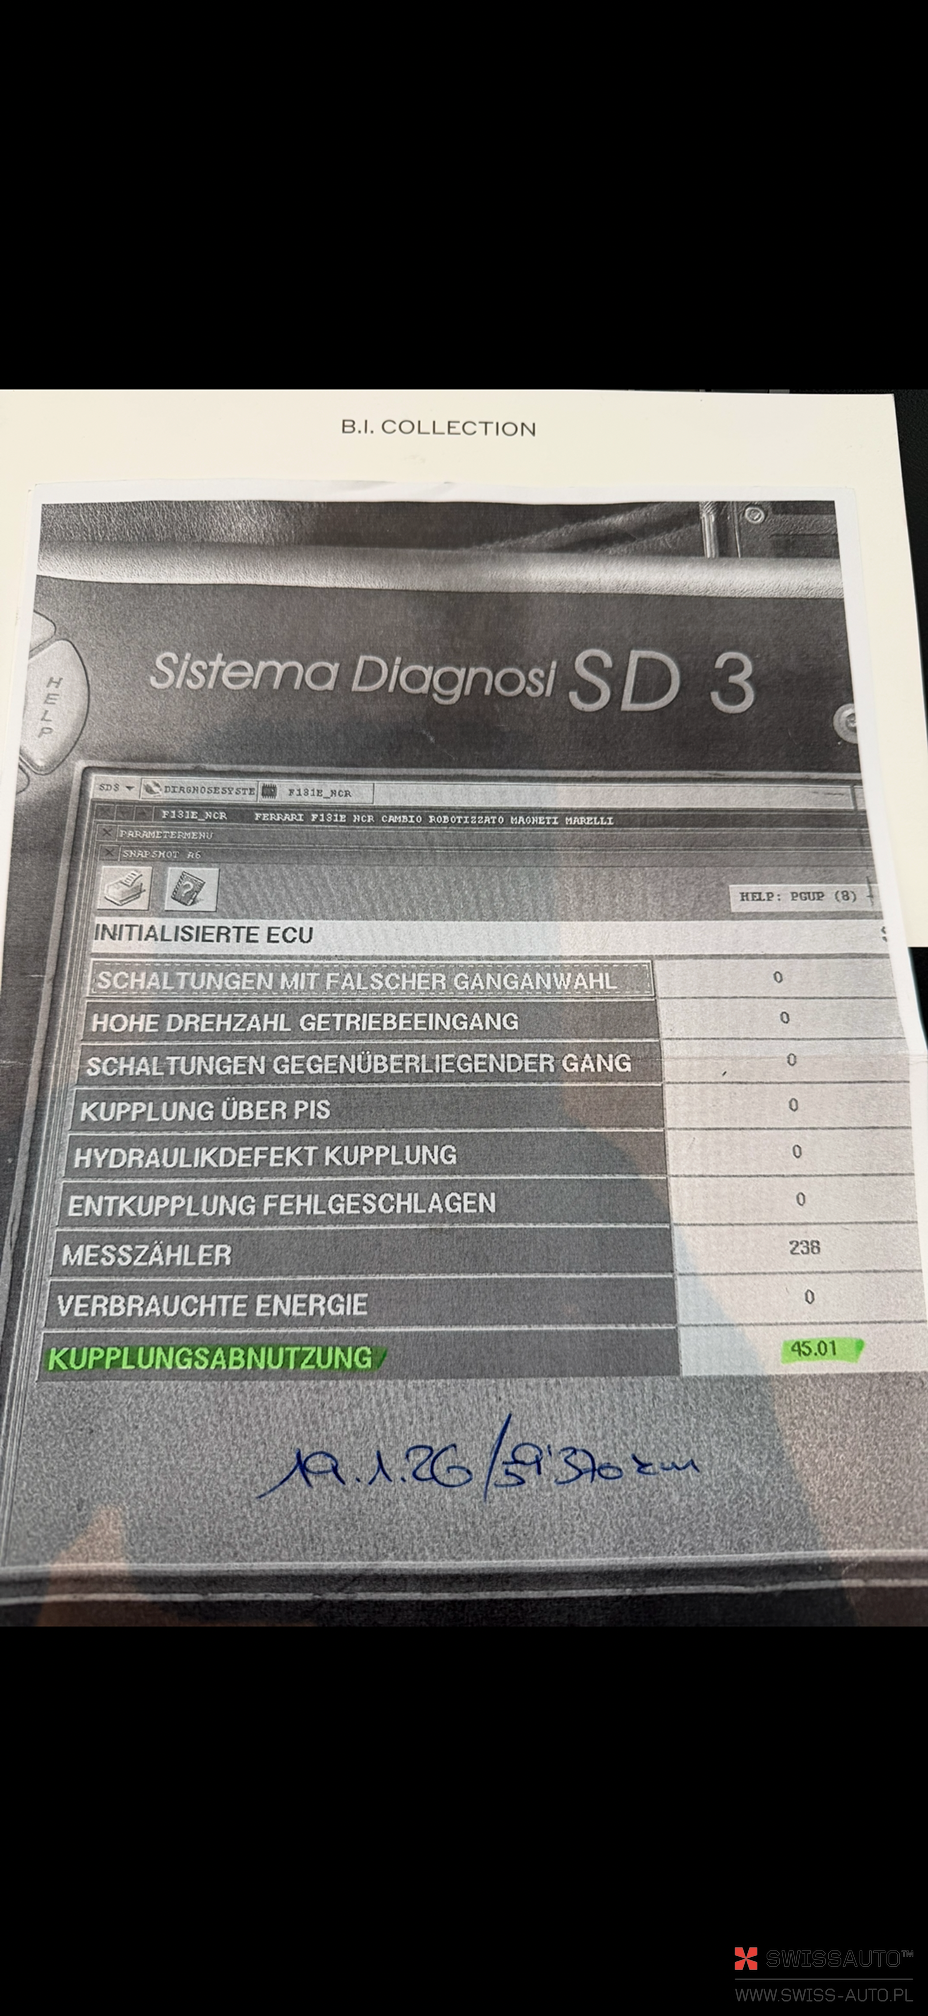 B.I. COLLECTION
Sistema Diagnosi SD 3
HELP
SD3 DIAGNOSESYSTE F131E_NCR
F131E_NCR FERRARI F131E NCR CAMBIO ROBOTIZZATO MAGNETI MARELLI
PARAMETERMENU
SNAPSHOT A6
HELP: PGUP (8)
INITIALISIERTE ECU
SCHALTUNGEN MIT FALSCHER GANGANWAHL 0
HOHE DREHZAHL GETRIEBEEINGANG 0
SCHALTUNGEN GEGENÜBERLIEGENDER GANG 0
KUPPLUNG ÜBER PIS 0
HYDRAULIKDEFEKT KUPPLUNG 0
ENTKUPPLUNG FEHLGESCHLAGEN 0
MESSZÄHLER 238
VERBRAUCHTE ENERGIE 0
KUPPLUNGSABNUTZUNG 45.01
19.1.26/59'370 km
SWISSAUTO™
WWW.SWISS-AUTO.PL